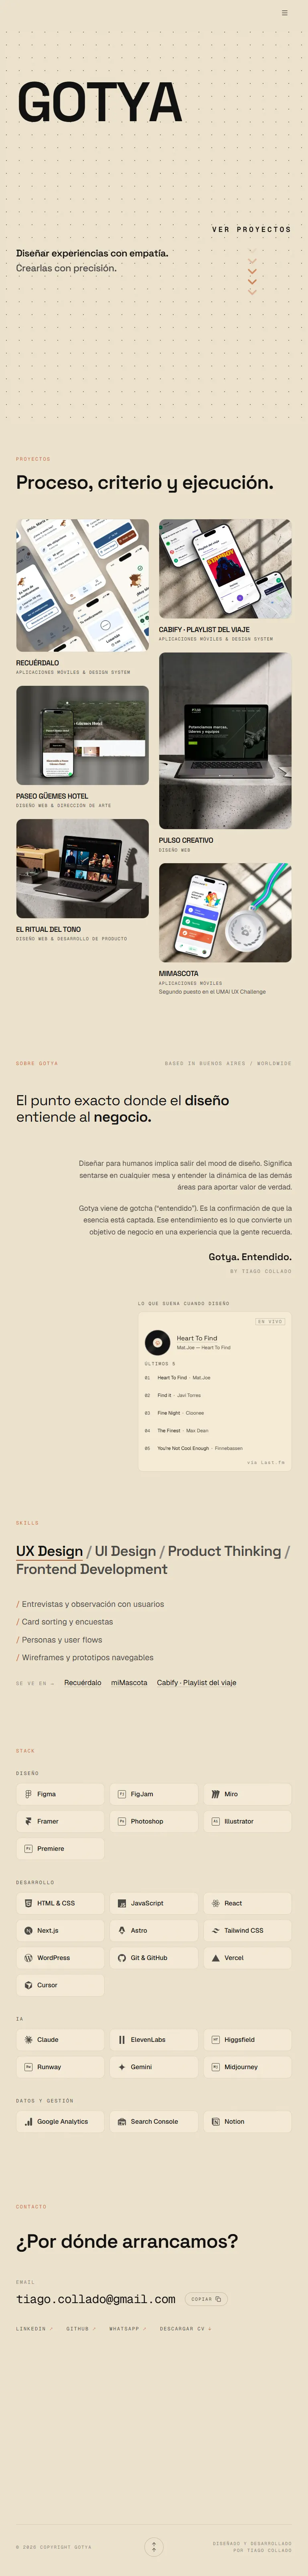 GOTYA
VER PROYECTOS
Diseñar experiencias con empatía.
Crearlas con precisión.
PROYECTOS
Proceso, criterio y ejecución.
RECUÉRDALO
APLICACIONES MÓVILES & DESIGN SYSTEM
CABIFY · PLAYLIST DEL VIAJE
APLICACIONES MÓVILES & DESIGN SYSTEM
PASEO GÜEMES HOTEL
DISEÑO WEB & DIRECCIÓN DE ARTE
PULSO CREATIVO
DISEÑO WEB
EL RITUAL DEL TONO
DISEÑO WEB & DESARROLLO DE PRODUCTO
MIMASCOTA
APLICACIONES MÓVILES
Segundo puesto en el UMAI UX Challenge
SOBRE GOTYA
BASED IN BUENOS AIRES / WORLDWIDE
El punto exacto donde el diseño
entiende al negocio.
Diseñar para humanos implica salir del mood de diseño. Significa
sentarse en cualquier mesa y entender la dinámica de las demás
áreas para aportar valor de verdad.
Gotya viene de gotcha ("entendido"). Es la confirmación de que la
esencia está captada. Ese entendimiento es lo que convierte un
objetivo de negocio en una experiencia que la gente recuerda.
Gotya. Entendido.
BY TIAGO COLLADO
LO QUE SUENA CUANDO DISEÑO
EN VIVO
Heart To Find
Mat.Joe — Heart To Find
ÚLTIMOS 5
01 Heart To Find · Mat.Joe
02 Find it · Javi Torres
03 Fine Night · Cloonee
04 The Finest · Max Dean
05 You're Not Cool Enough · Finnebassen
vía Last.fm
SKILLS
UX Design / UI Design / Product Thinking /
Frontend Development
/ Entrevistas y observación con usuarios
/ Card sorting y encuestas
/ Personas y user flows
/ Wireframes y prototipos navegables
SE VE EN → Recuérdalo miMascota Cabify · Playlist del viaje
STACK
DISEÑO
Figma
FigJam
Miro
Framer
Photoshop
Illustrator
Premiere
DESARROLLO
HTML & CSS
JavaScript
React
Next.js
Astro
Tailwind CSS
WordPress
Git & GitHub
Vercel
Cursor
IA
Claude
ElevenLabs
Higgsfield
Runway
Gemini
Midjourney
DATOS Y GESTIÓN
Google Analytics
Search Console
Notion
CONTACTO
¿Por dónde arrancamos?
EMAIL
tiago.collado@gmail.com
COPIAR
LINKEDIN ↗ GITHUB ↗ WHATSAPP ↗ DESCARGAR CV ↓
© 2026 COPYRIGHT GOTYA
DISEÑADO Y DESARROLLADO
POR TIAGO COLLADO